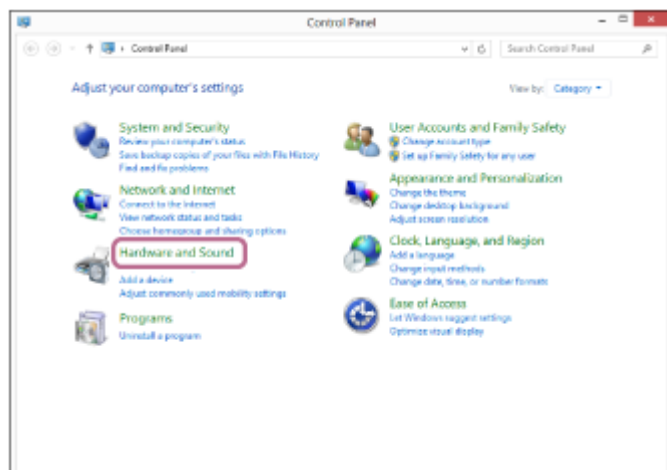 Control Panel
Control Panel
Search Control Panel
Adjust your computer's settings
View by: Category
System and Security
Review your computer's status
Save backup copies of your files with File History
Find and fix problems
Network and Internet
Connect to the Internet
View network status and tasks
Choose homegroup and sharing options
Hardware and Sound
Add a device
Adjust commonly used mobility settings
Programs
Uninstall a program
User Accounts and Family Safety
Change account type
Set up Family Safety for any user
Appearance and Personalization
Change the theme
Change desktop background
Adjust screen resolution
Clock, Language, and Region
Add a language
Change input methods
Change date, time, or number formats
Ease of Access
Let Windows suggest settings
Optimize visual display